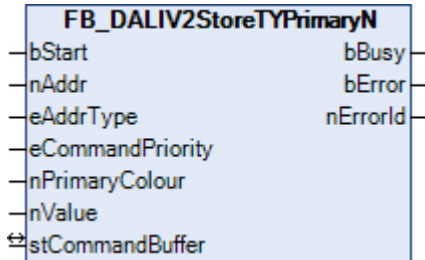 FB_DALIV2StoreTYPrimaryN
bStart bBusy
nAddr bError
eAddrType nErrorId
eCommandPriority
nPrimaryColour
nValue
stCommandBuffer